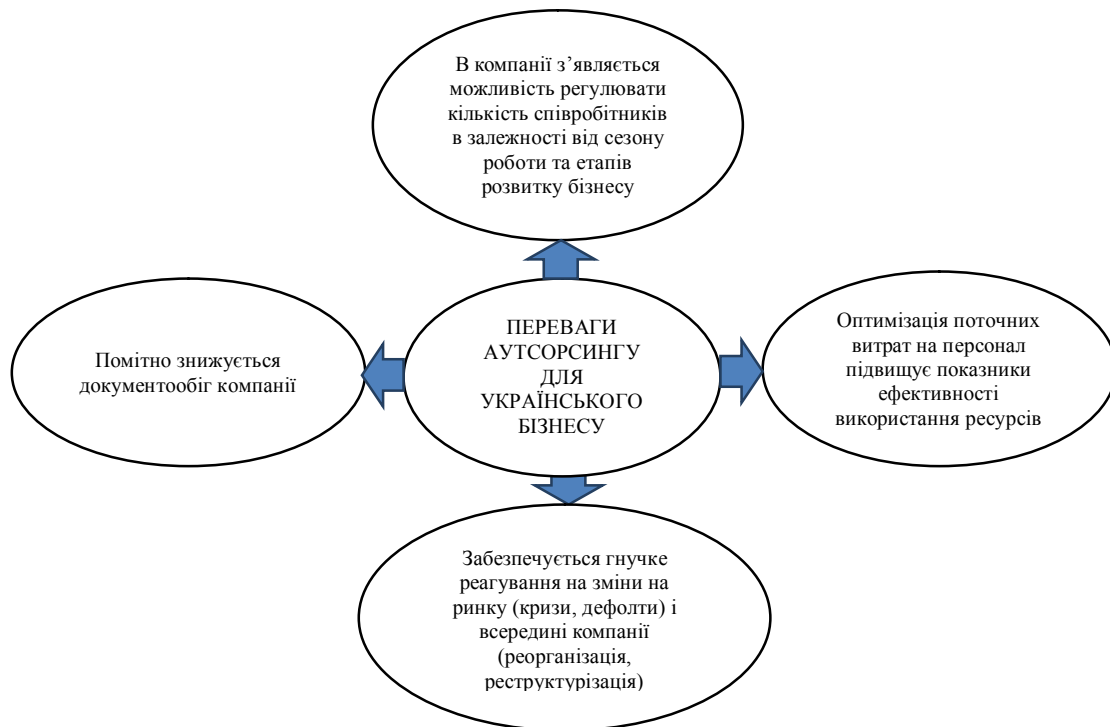 В компанії з’являється
можливість регулювати
кількість співробітників
в залежності від сезону
роботи та етапів
розвитку бізнесу
Помітно знижується
документообіг компанії
ПЕРЕВАГИ
АУТСОРСИНГУ
ДЛЯ
УКРАЇНСЬКОГО
БІЗНЕСУ
Оптимізація поточних
витрат на персонал
підвищує показники
ефективності
використання ресурсів
Забезпечується гнучке
реагування на зміни на
ринку (кризи, дефолти) і
всередині компанії
(реорганізація,
реструктурізація)